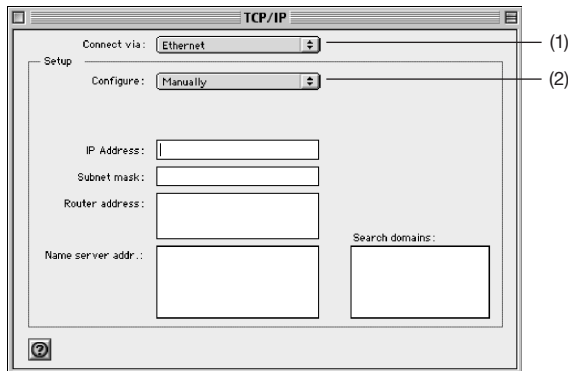 TCP/IP
Connect via: Ethernet (1)
Setup
Configure: Manually (2)
IP Address:
Subnet mask:
Router address:
Search domains:
Name server addr.:
?